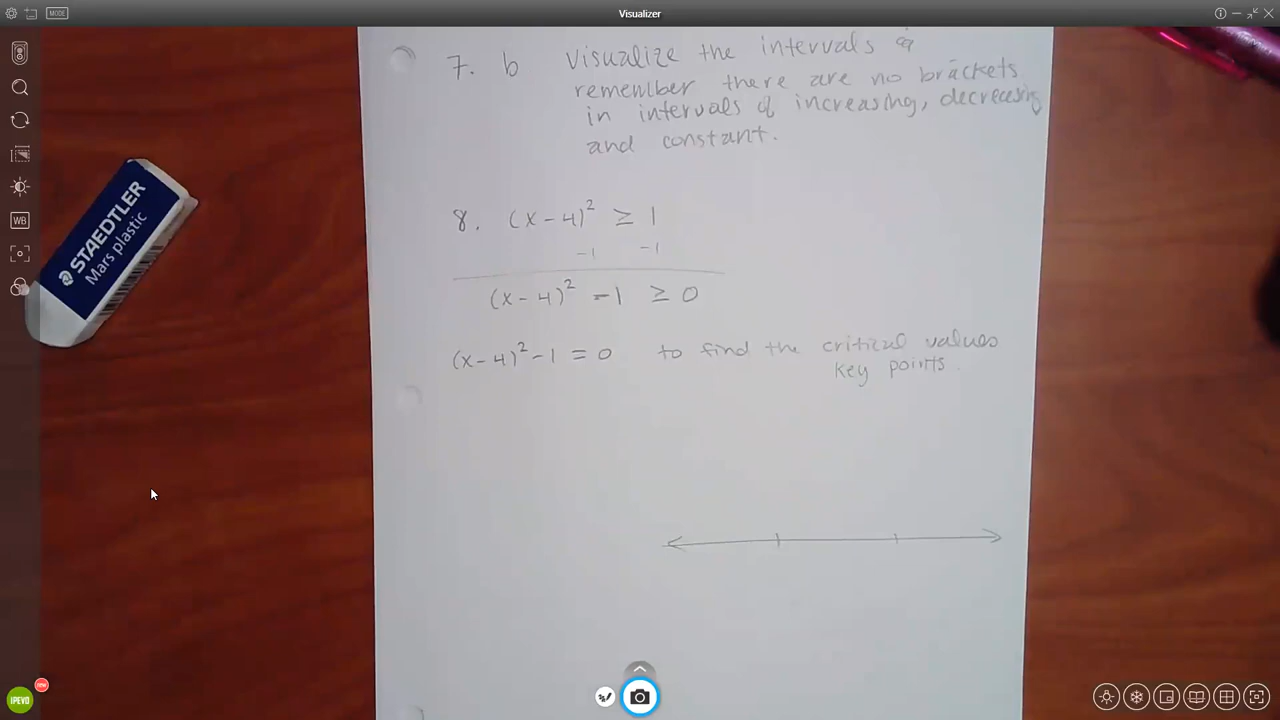 MODE
Visualizer
7. b Visualize the intervals &
remember there are no brackets
in intervals of increasing, decreasing
and constant.
STAEDTLER
Mars plastic
WB
8. (x-4)² ≥ 1
-1 -1
(x-4)² -1 ≥ 0
(x-4)²-1 = 0 to find the critical values
key points.
IPEVO
new